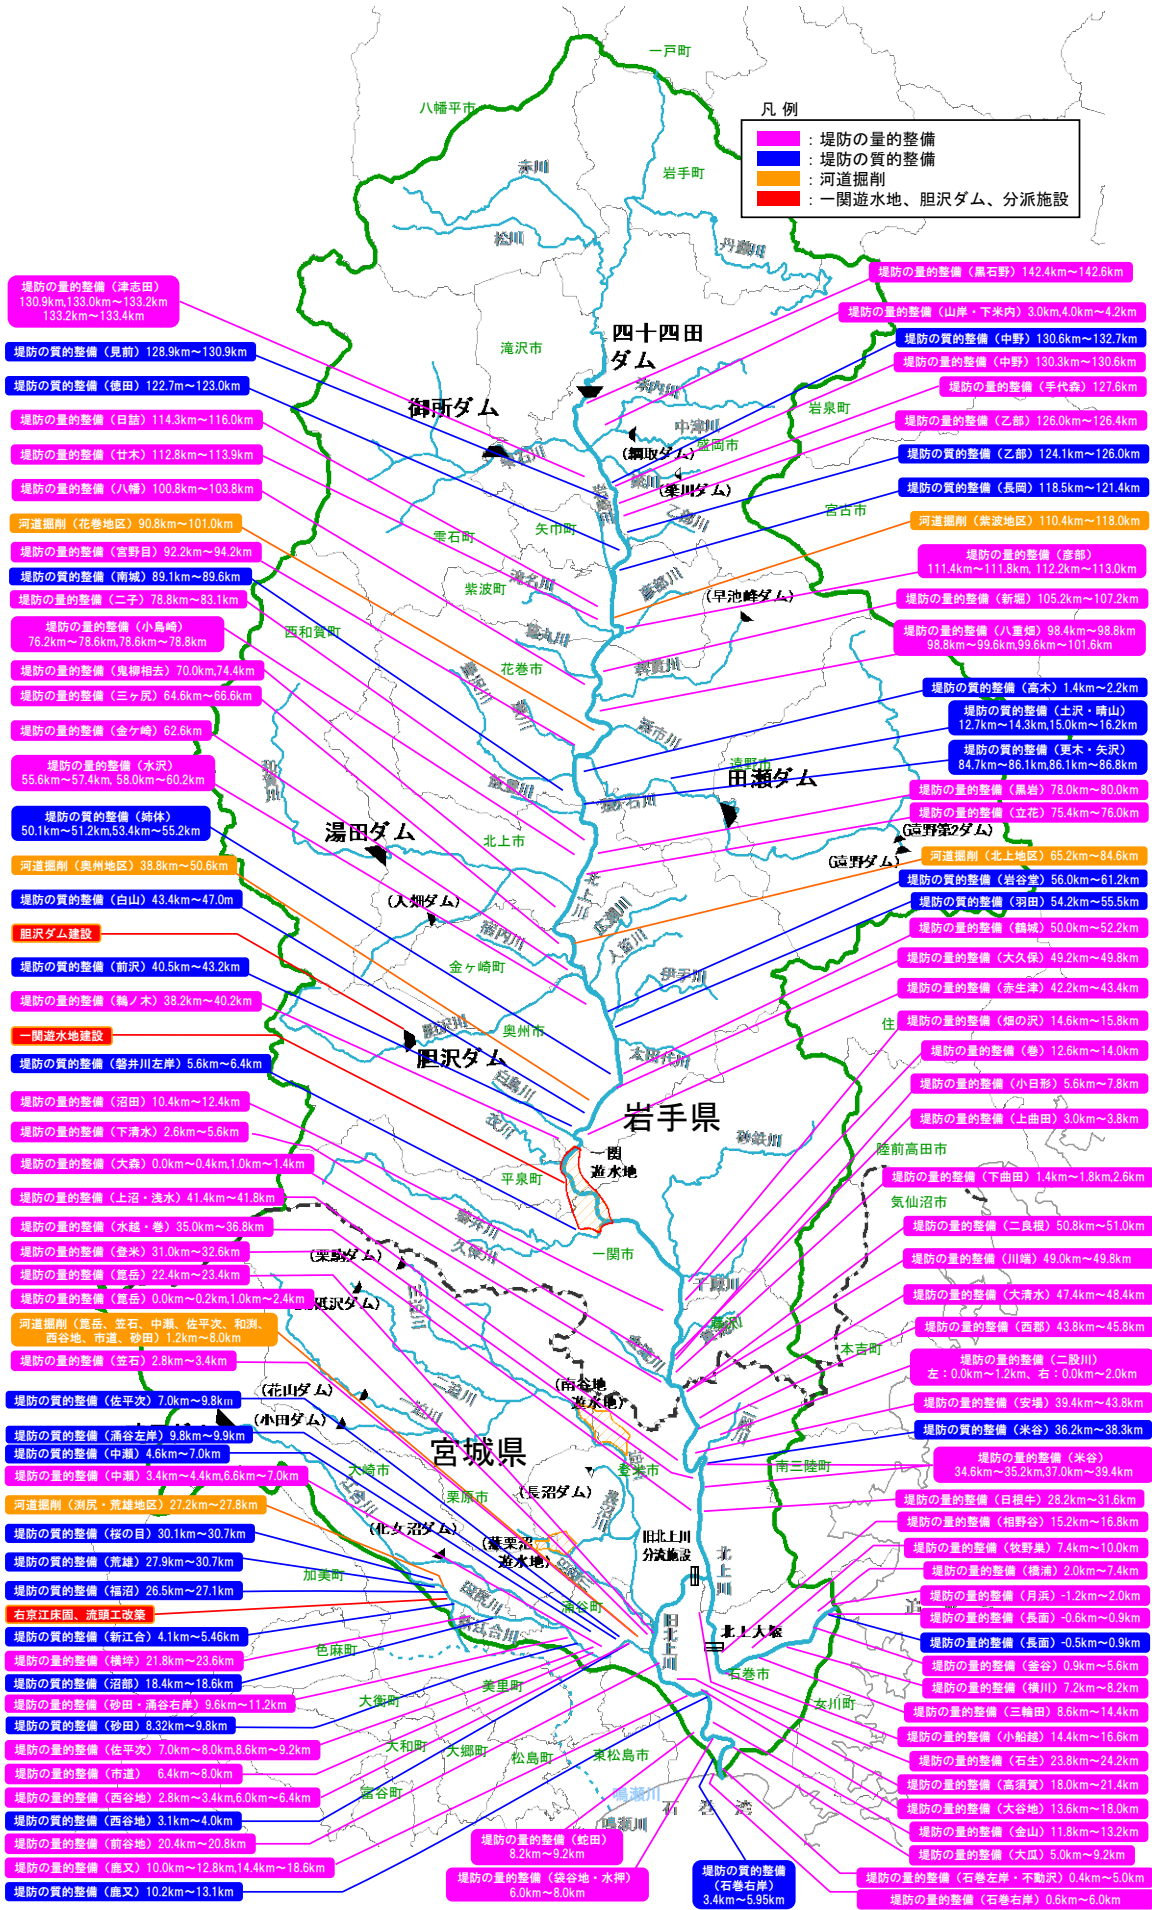 凡 例
：堤防の量的整備
：堤防の質的整備
：河道掘削
：一関遊水地、胆沢ダム、分派施設
一戸町
八幡平市
岩手町
赤川
松川
丹藤川
四十四田
ダム
滝沢市
御所ダム
米内川
岩泉町
中津川
盛岡市
(綱取ダム)
簗川
(簗川ダム)
乙部川
宮古市
矢巾町
雫石町
紫波町
彦部川
(早池峰ダム)
西和賀町
花巻市
稗貫川
遠野市
田瀬ダム
湯田ダム
北上市
(遠野第2ダム)
(遠野ダム)
(入畑ダム)
北上川
広瀬川
人首川
伊手川
宿内川
金ケ崎町
胆沢川
奥州市
胆沢ダム
太田代川
白鳥川
衣川
岩手県
砂鉄川
一関
遊水地
平泉町
陸前高田市
気仙沼市
磐井川
久保川
一関市
(栗駒ダム)
千厩川
本吉町
(花山ダム)
(小田ダム)
二迫川
迫川
(南谷地
遊水地)
宮城県
大崎市
栗原市
登米市
南三陸町
(長沼ダム)
(化女沼ダム)
(蕪栗沼
遊水地)
旧北上川
分流施設
北上川
加美町
涌谷町
旧北上川
北上大堰
石巻市
色麻町
新江合川
美里町
女川町
大衡町
大和町
大郷町
松島町
東松島市
富谷町
鳴瀬川
鳴瀬川
石巻湾
堤防の量的整備（津志田）
130.9km,133.0km～133.2km
133.2km～133.4km
堤防の質的整備（見前）128.9km～130.9km
堤防の質的整備（徳田）122.7m～123.0km
堤防の量的整備（日詰）114.3km～116.0km
堤防の量的整備（廿木）112.8km～113.9km
堤防の量的整備（八幡）100.8km～103.8km
河道掘削（花巻地区）90.8km～101.0km
堤防の量的整備（宮野目）92.2km～94.2km
堤防の質的整備（南城）89.1km～89.6km
堤防の量的整備（二子）78.8km～83.1km
堤防の量的整備（小鳥崎）
76.2km～78.6km,78.6km～78.8km
堤防の量的整備（鬼柳相去）70.0km,74.4km
堤防の量的整備（三ヶ尻）64.6km～66.6km
堤防の量的整備（金ケ崎）62.6km
堤防の量的整備（水沢）
55.6km～57.4km, 58.0km～60.2km
堤防の質的整備（姉体）
50.1km～51.2km,53.4km～55.2km
河道掘削（奥州地区）38.8km～50.6km
堤防の質的整備（白山）43.4km～47.0m
胆沢ダム建設
堤防の質的整備（前沢）40.5km～43.2km
堤防の量的整備（鵜ノ木）38.2km～40.2km
一関遊水地建設
堤防の質的整備（磐井川左岸）5.6km～6.4km
堤防の量的整備（沼田）10.4km～12.4km
堤防の量的整備（下清水）2.6km～5.6km
堤防の量的整備（大森）0.0km～0.4km,1.0km～1.4km
堤防の量的整備（上沼・浅水）41.4km～41.8km
堤防の量的整備（水越・巻）35.0km～36.8km
堤防の量的整備（登米）31.0km～32.6km
堤防の量的整備（箟岳）22.4km～23.4km
堤防の量的整備（箟岳）0.0km～0.2km,1.0km～2.4km
河道掘削（箟岳、笠石、中瀬、佐平次、和渕、
西谷地、市道、砂田）1.2km～8.0km
堤防の量的整備（笠石）2.8km～3.4km
堤防の質的整備（佐平次）7.0km～9.8km
堤防の質的整備（涌谷左岸）9.8km～9.9km
堤防の質的整備（中瀬）4.6km～7.0km
堤防の量的整備（中瀬）3.4km～4.4km,6.6km～7.0km
河道掘削（渕尻・荒雄地区）27.2km～27.8km
堤防の質的整備（桜の目）30.1km～30.7km
堤防の質的整備（荒雄）27.9km～30.7km
堤防の質的整備（福沼）26.5km～27.1km
右京江床固、流頭工改築
堤防の質的整備（新江合）4.1km～5.46km
堤防の量的整備（横埣）21.8km～23.6km
堤防の質的整備（沼部）18.4km～18.6km
堤防の量的整備（砂田・涌谷右岸）9.6km～11.2km
堤防の質的整備（砂田）8.32km～9.8km
堤防の量的整備（佐平次）7.0km～8.0km,8.6km～9.2km
堤防の量的整備（市道） 6.4km～8.0km
堤防の量的整備（西谷地）2.8km～3.4km,6.0km～6.4km
堤防の質的整備（西谷地）3.1km～4.0km
堤防の量的整備（前谷地）20.4km～20.8km
堤防の量的整備（鹿又）10.0km～12.8km,14.4km～18.6km
堤防の質的整備（鹿又）10.2km～13.1km
堤防の量的整備（黒石野）142.4km～142.6km
堤防の量的整備（山岸・下米内）3.0km,4.0km～4.2km
堤防の質的整備（中野）130.6km～132.7km
堤防の量的整備（中野）130.3km～130.6km
堤防の量的整備（手代森）127.6km
堤防の量的整備（乙部）126.0km～126.4km
堤防の質的整備（乙部）124.1km～126.0km
堤防の質的整備（長岡）118.5km～121.4km
河道掘削（紫波地区）110.4km～118.0km
堤防の量的整備（彦部）
111.4km～111.8km, 112.2km～113.0km
堤防の量的整備（新堀）105.2km～107.2km
堤防の量的整備（八重畑）98.4km～98.8km
98.8km～99.6km,99.6km～101.6km
堤防の質的整備（高木）1.4km～2.2km
堤防の質的整備（土沢・晴山）
12.7km～14.3km,15.0km～16.2km
堤防の質的整備（更木・矢沢）
84.7km～86.1km,86.1km～86.8km
堤防の量的整備（黒岩）78.0km～80.0km
堤防の量的整備（立花）75.4km～76.0km
河道掘削（北上地区）65.2km～84.6km
堤防の質的整備（岩谷堂）56.0km～61.2km
堤防の質的整備（羽田）54.2km～55.5km
堤防の量的整備（鶴城）50.0km～52.2km
堤防の量的整備（大久保）49.2km～49.8km
堤防の量的整備（赤生津）42.2km～43.4km
堤防の量的整備（畑の沢）14.6km～15.8km
堤防の量的整備（巻）12.6km～14.0km
堤防の量的整備（小日形）5.6km～7.8km
堤防の量的整備（上曲田）3.0km～3.8km
堤防の量的整備（下曲田）1.4km～1.8km,2.6km
堤防の量的整備（二良根）50.8km～51.0km
堤防の量的整備（川端）49.0km～49.8km
堤防の量的整備（大清水）47.4km～48.4km
堤防の量的整備（西郡）43.8km～45.8km
堤防の量的整備（二股川）
左：0.0km～1.2km、右：0.0km～2.0km
堤防の量的整備（安場）39.4km～43.8km
堤防の質的整備（米谷）36.2km～38.3km
堤防の量的整備（米谷）
34.6km～35.2km,37.0km～39.4km
堤防の量的整備（日根牛）28.2km～31.6km
堤防の量的整備（相野谷）15.2km～16.8km
堤防の量的整備（牧野巣）7.4km～10.0km
堤防の量的整備（橋浦）2.0km～7.4km
堤防の量的整備（月浜）-1.2km～2.0km
堤防の量的整備（長面）-0.6km～0.9km
堤防の質的整備（長面）-0.5km～0.9km
堤防の量的整備（釜谷）0.9km～5.6km
堤防の量的整備（横川）7.2km～8.2km
堤防の量的整備（三輪田）8.6km～14.4km
堤防の量的整備（小船越）14.4km～16.6km
堤防の量的整備（石生）23.8km～24.2km
堤防の量的整備（高須賀）18.0km～21.4km
堤防の量的整備（大谷地）13.6km～18.0km
堤防の量的整備（金山）11.8km～13.2km
堤防の量的整備（大瓜）5.0km～9.2km
堤防の量的整備（石巻左岸・不動沢）0.4km～5.0km
堤防の量的整備（石巻右岸）0.6km～6.0km
堤防の量的整備（蛇田）
8.2km～9.2km
堤防の量的整備（袋谷地・水押）
6.0km～8.0km
堤防の質的整備
（石巻右岸）
3.4km～5.95km